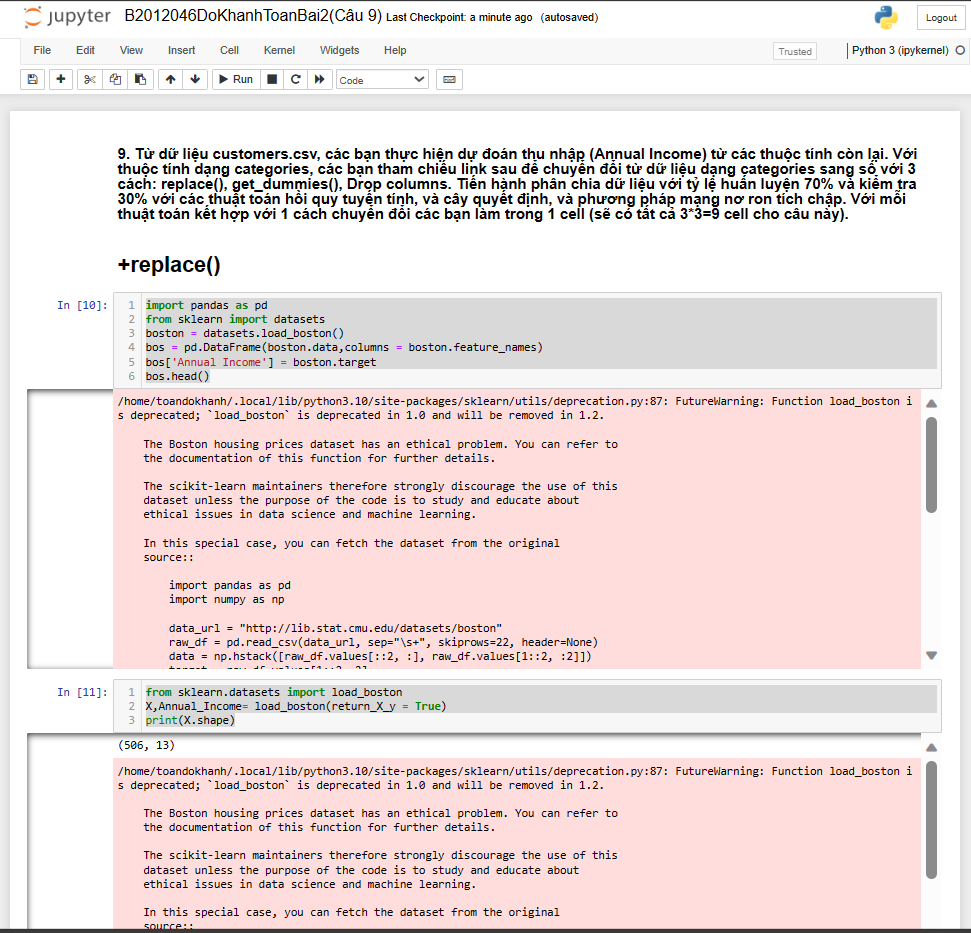 jupyter B2012046DoKhanhToanBai2(Câu 9) Last Checkpoint: a minute ago (autosaved)
Logout
File Edit View Insert Cell Kernel Widgets Help
Trusted
Python 3 (ipykernel)
Run
Code
9. Từ dữ liệu customers.csv, các bạn thực hiện dự đoán thu nhập (Annual Income) từ các thuộc tính còn lại. Với
thuộc tính dạng categories, các bạn tham chiếu link sau để chuyển đổi từ dữ liệu dạng categories sang số với 3
cách: replace(), get_dummies(), Drop columns. Tiến hành phân chia dữ liệu với tỷ lệ huấn luyện 70% và kiểm tra
30% với các thuật toán hồi quy tuyến tính, và cây quyết định, và phương pháp mạng nơ ron tích chập. Với mỗi
thuật toán kết hợp với 1 cách chuyển đổi các bạn làm trong 1 cell (sẽ có tất cả 3*3=9 cell cho câu này).
+replace()
In [10]:
1 import pandas as pd
2 from sklearn import datasets
3 boston = datasets.load_boston()
4 bos = pd.DataFrame(boston.data,columns = boston.feature_names)
5 bos['Annual Income'] = boston.target
6 bos.head()
/home/toandokhanh/.local/lib/python3.10/site-packages/sklearn/utils/deprecation.py:87: FutureWarning: Function load_boston i
s deprecated; `load_boston` is deprecated in 1.0 and will be removed in 1.2.
The Boston housing prices dataset has an ethical problem. You can refer to
the documentation of this function for further details.
The scikit-learn maintainers therefore strongly discourage the use of this
dataset unless the purpose of the code is to study and educate about
ethical issues in data science and machine learning.
In this special case, you can fetch the dataset from the original
source::
import pandas as pd
import numpy as np
data_url = "http://lib.stat.cmu.edu/datasets/boston"
raw_df = pd.read_csv(data_url, sep="\s+", skiprows=22, header=None)
data = np.hstack([raw_df.values[::2, :], raw_df.values[1::2, :2]])
In [11]:
1 from sklearn.datasets import load_boston
2 X,Annual_Income= load_boston(return_X_y = True)
3 print(X.shape)
(506, 13)
/home/toandokhanh/.local/lib/python3.10/site-packages/sklearn/utils/deprecation.py:87: FutureWarning: Function load_boston i
s deprecated; `load_boston` is deprecated in 1.0 and will be removed in 1.2.
The Boston housing prices dataset has an ethical problem. You can refer to
the documentation of this function for further details.
The scikit-learn maintainers therefore strongly discourage the use of this
dataset unless the purpose of the code is to study and educate about
ethical issues in data science and machine learning.
In this special case, you can fetch the dataset from the original
source::